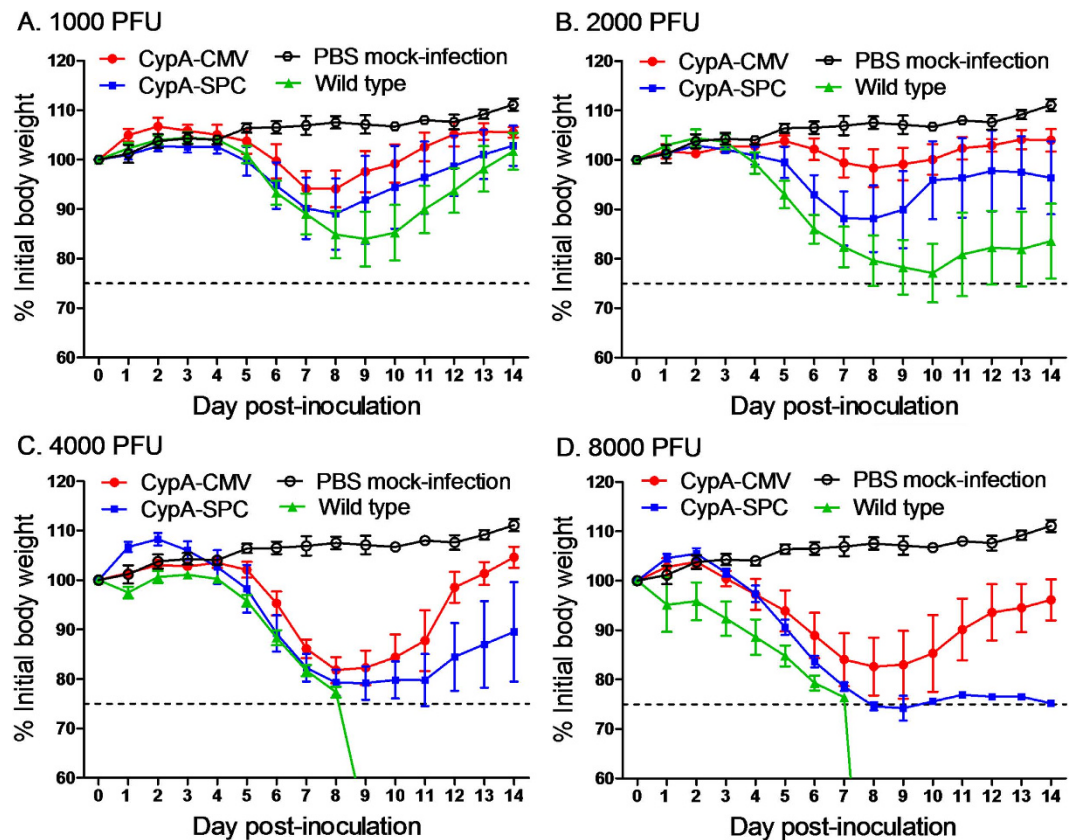 A. 1000 PFU
CypA-CMV
PBS mock-infection
CypA-SPC
Wild type
% Initial body weight
120
110
100
90
80
70
60
0 1 2 3 4 5 6 7 8 9 10 11 12 13 14
Day post-inoculation
B. 2000 PFU
CypA-CMV
PBS mock-infection
CypA-SPC
Wild type
% Initial body weight
120
110
100
90
80
70
60
0 1 2 3 4 5 6 7 8 9 10 11 12 13 14
Day post-inoculation
C. 4000 PFU
CypA-CMV
PBS mock-infection
CypA-SPC
Wild type
% Initial body weight
120
110
100
90
80
70
60
0 1 2 3 4 5 6 7 8 9 10 11 12 13 14
Day post-inoculation
D. 8000 PFU
CypA-CMV
PBS mock-infection
CypA-SPC
Wild type
% Initial body weight
120
110
100
90
80
70
60
0 1 2 3 4 5 6 7 8 9 10 11 12 13 14
Day post-inoculation